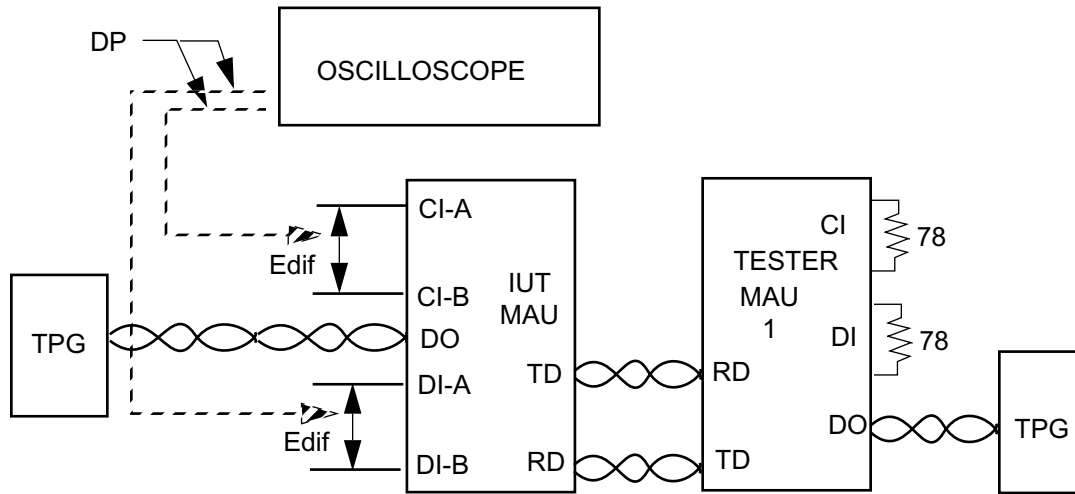 DP
OSCILLOSCOPE
CI-A
Edif
CI-B
TPG
DO
DI-A
Edif
DI-B
IUT
MAU
TD
RD
CI
TESTER
MAU
1
DI
RD
DO
TD
78
78
TPG